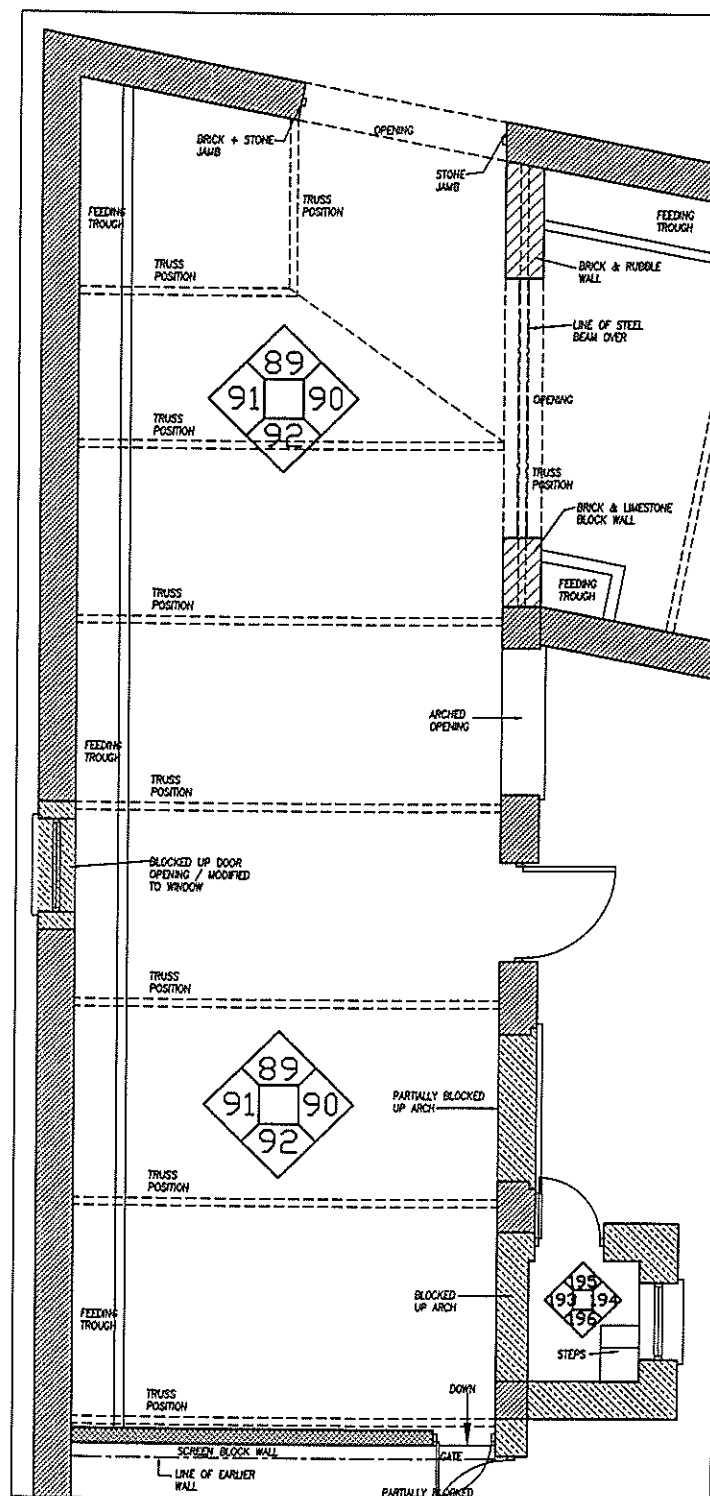 OPENING
BRICK + STONE
JAMB
STONE
JAMB
FEEDING
TROUGH
TRUSS
POSITION
FEEDING
TROUGH
TRUSS
POSITION
BRICK & RUBBLE
WALL
LINE OF STEEL
BEAM OVER
89
91
90
92
OPENING
TRUSS
POSITION
TRUSS
POSITION
BRICK & LIMESTONE
BLOCK WALL
FEEDING
TROUGH
TRUSS
POSITION
ARCHED
OPENING
FEEDING
TROUGH
TRUSS
POSITION
BLOCKED UP DOOR
OPENING / MODIFIED
TO WINDOW
TRUSS
POSITION
89
91
90
92
PARTIALLY BLOCKED
UP ARCH
TRUSS
POSITION
195
193
194
196
BLOCKED
UP ARCH
FEEDING
TROUGH
STEPS
TRUSS
POSITION
DOWN
SCREEN BLOCK WALL
GATE
LINE OF EARLIER
WALL
PARTIALLY BLOCKED